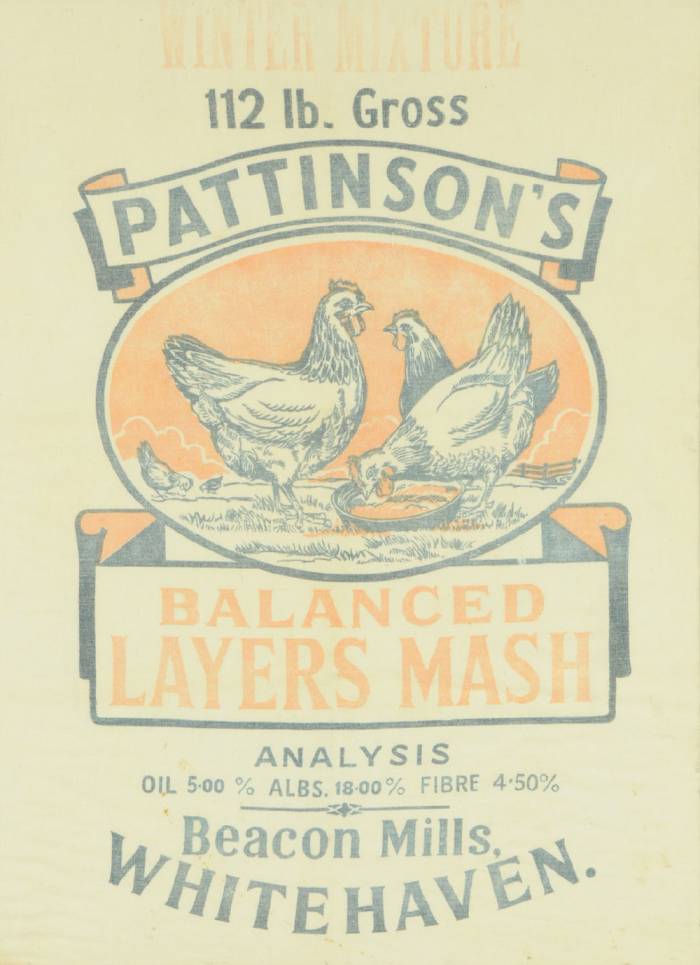 WINTER MIXTURE
112 lb. Gross
PATTINSON'S
BALANCED
LAYERS MASH
ANALYSIS
OIL 5·00 % ALBS. 18·00% FIBRE 4·50%
Beacon Mills,
WHITEHAVEN.